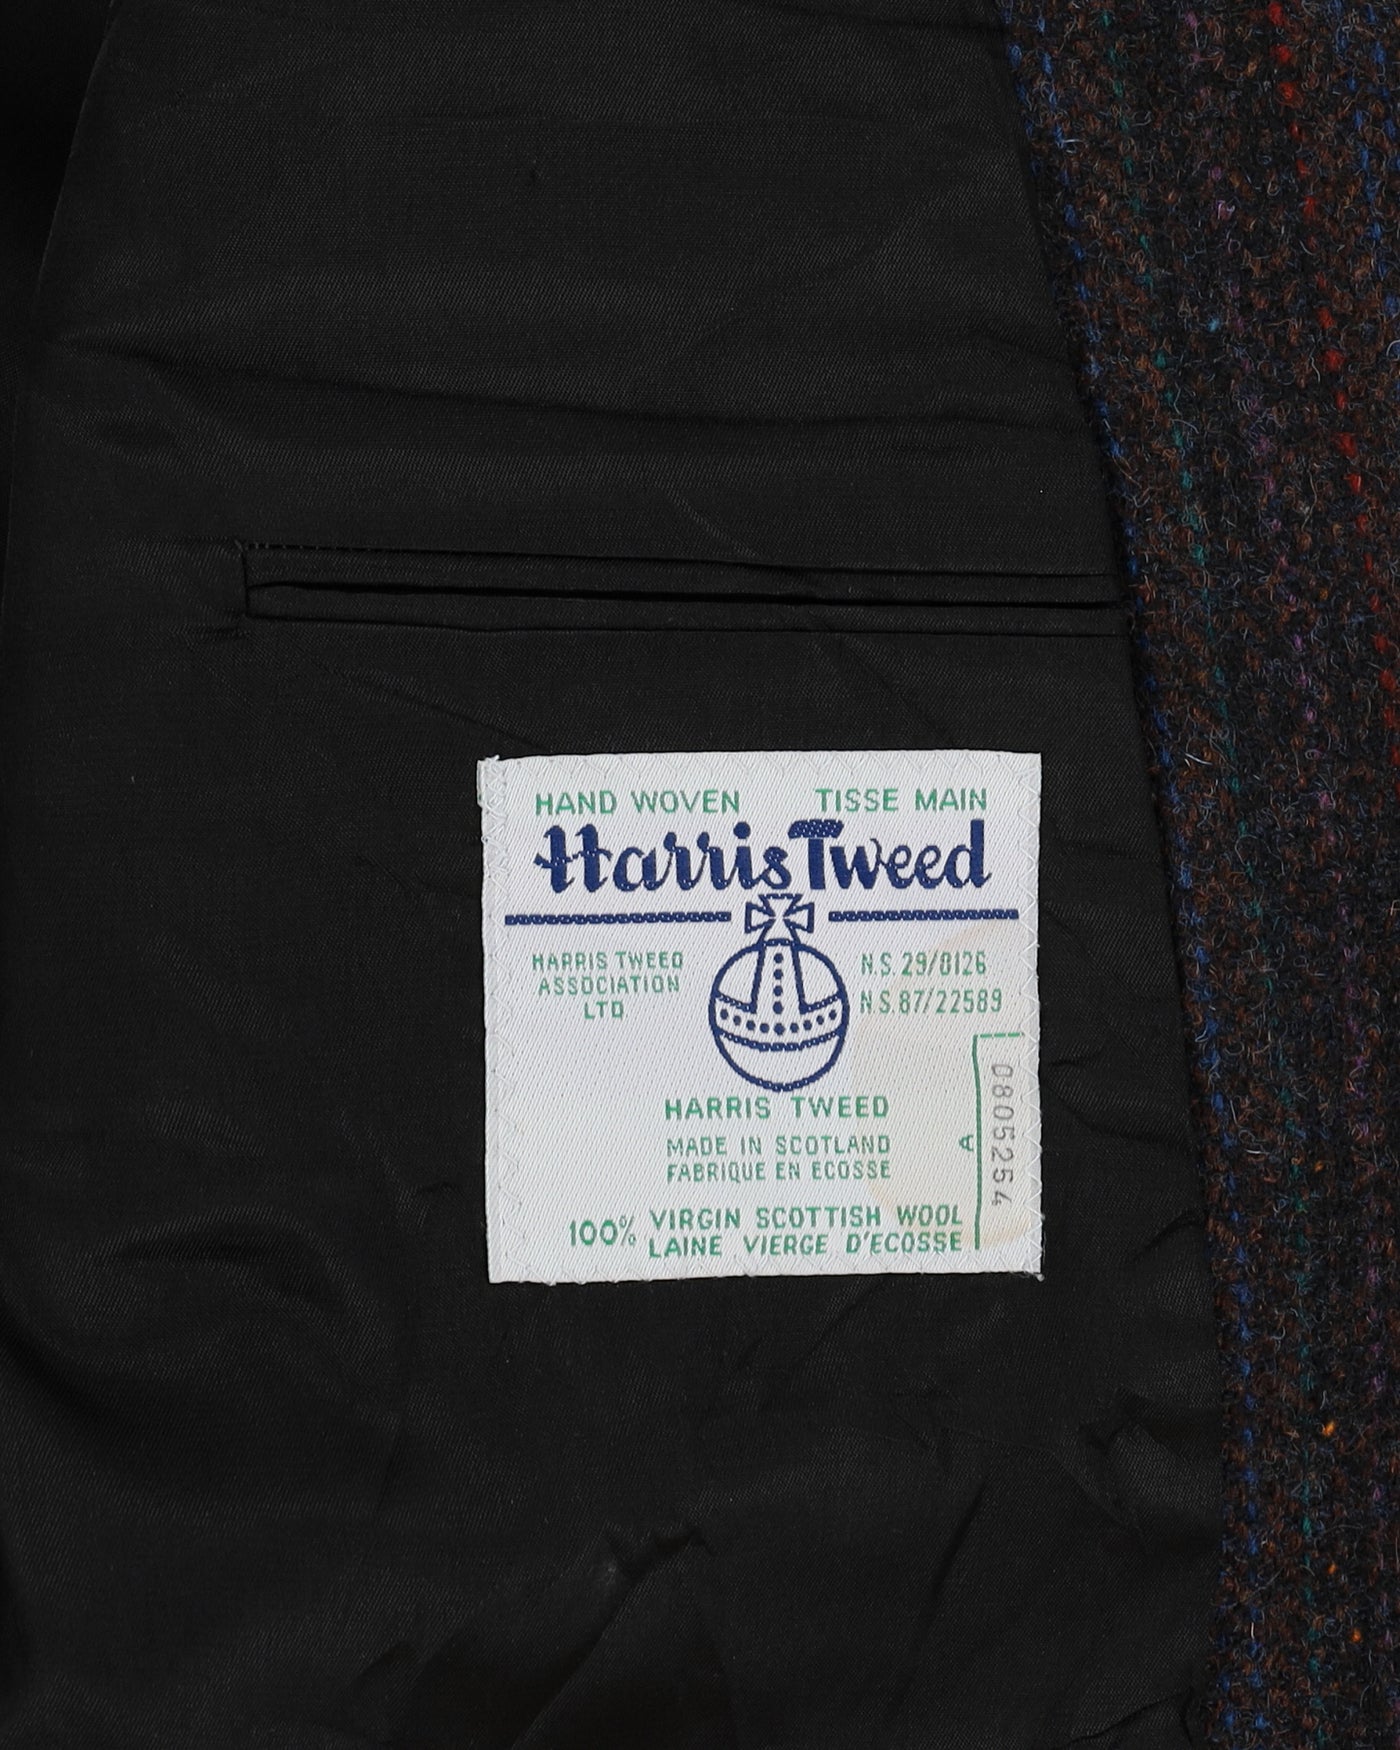 HAND WOVEN TISSE MAIN
Harris Tweed
HARRIS TWEED
ASSOCIATION
LTD
N.S. 29/8126
N.S. 87/22589
HARRIS TWEED
MADE IN SCOTLAND
FABRIQUE EN ECOSSE
100% VIRGIN SCOTTISH WOOL
LAINE VIERGE D'ECOSSE
A
0805254